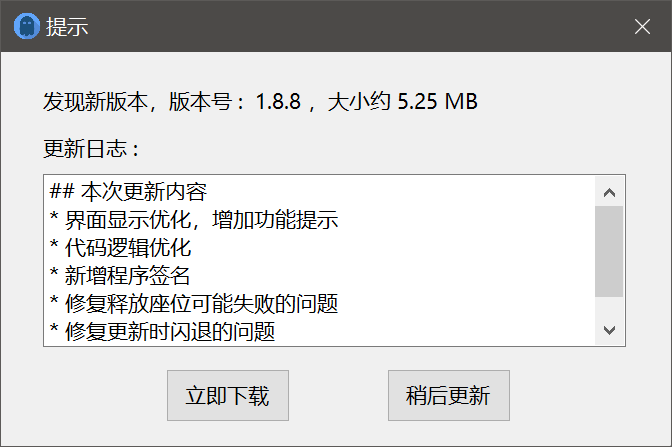 提示
发现新版本，版本号： 1.8.8 ，大小约 5.25 MB
更新日志：
## 本次更新内容
* 界面显示优化，增加功能提示
* 代码逻辑优化
* 新增程序签名
* 修复释放座位可能失败的问题
* 修复更新时闪退的问题
立即下载
稍后更新